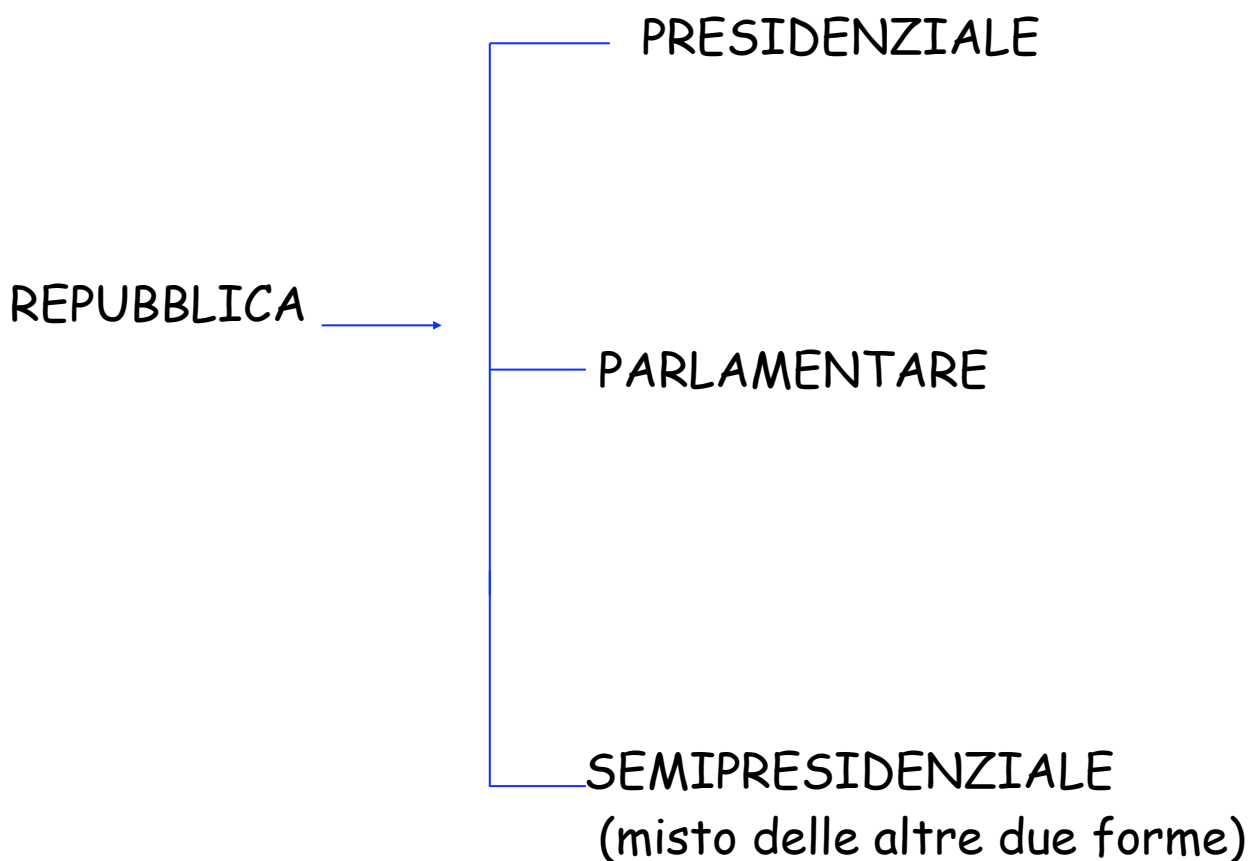 PRESIDENZIALE
REPUBBLICA
PARLAMENTARE
SEMIPRESIDENZIALE
(misto delle altre due forme)